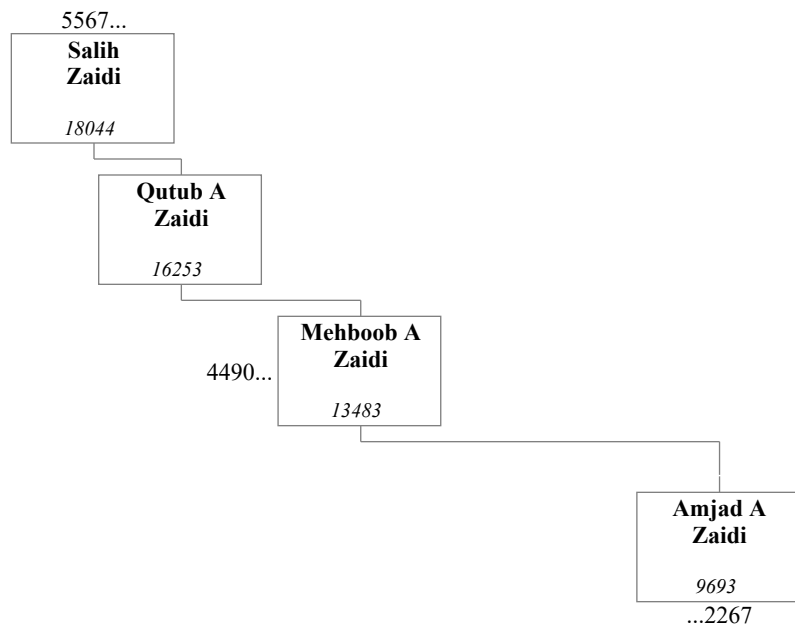 5567...
Salih
Zaidi
18044
Qutub A
Zaidi
16253
Mehboob A
Zaidi
4490...
13483
Amjad A
Zaidi
9693
...2267